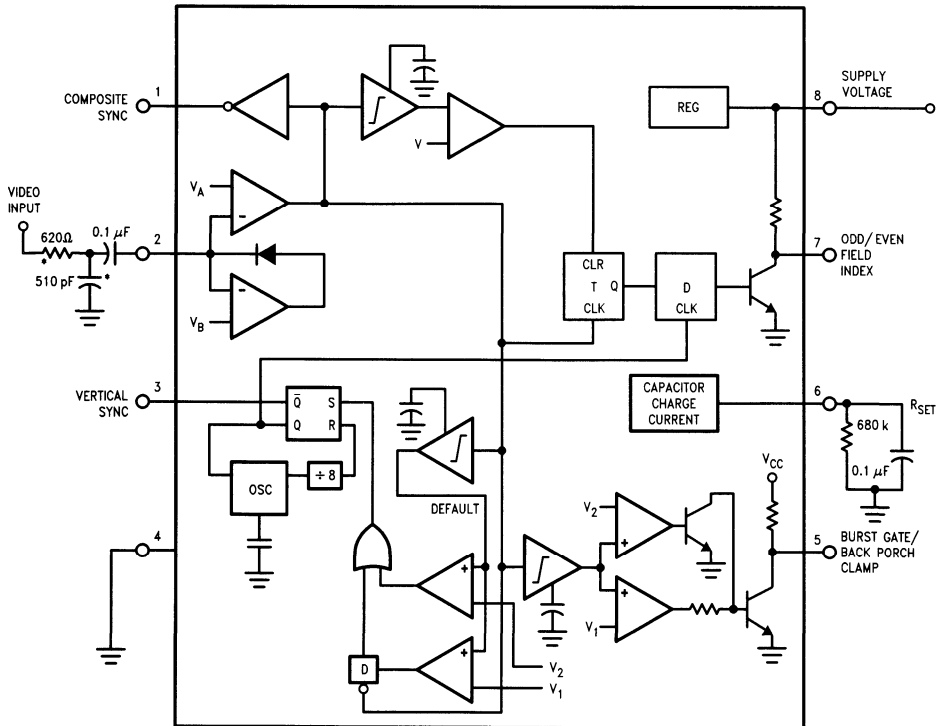 COMPOSITE
SYNC
1
VIDEO
INPUT
620Ω
*
0.1 μF
510 pF *
2
VERTICAL
SYNC
3
4
V_A
-
-
V_B
V
REG
8
SUPPLY
VOLTAGE
7
ODD/EVEN
FIELD
INDEX
CLR
T Q
CLK
D
CLK
CAPACITOR
CHARGE
CURRENT
6
R_SET
680 k
0.1 μF
Q̅ S
Q R
OSC
÷8
DEFAULT
+
+
D
V_2
V_1
V_2
+
+
V_1
V_CC
5
BURST GATE/
BACK PORCH
CLAMP